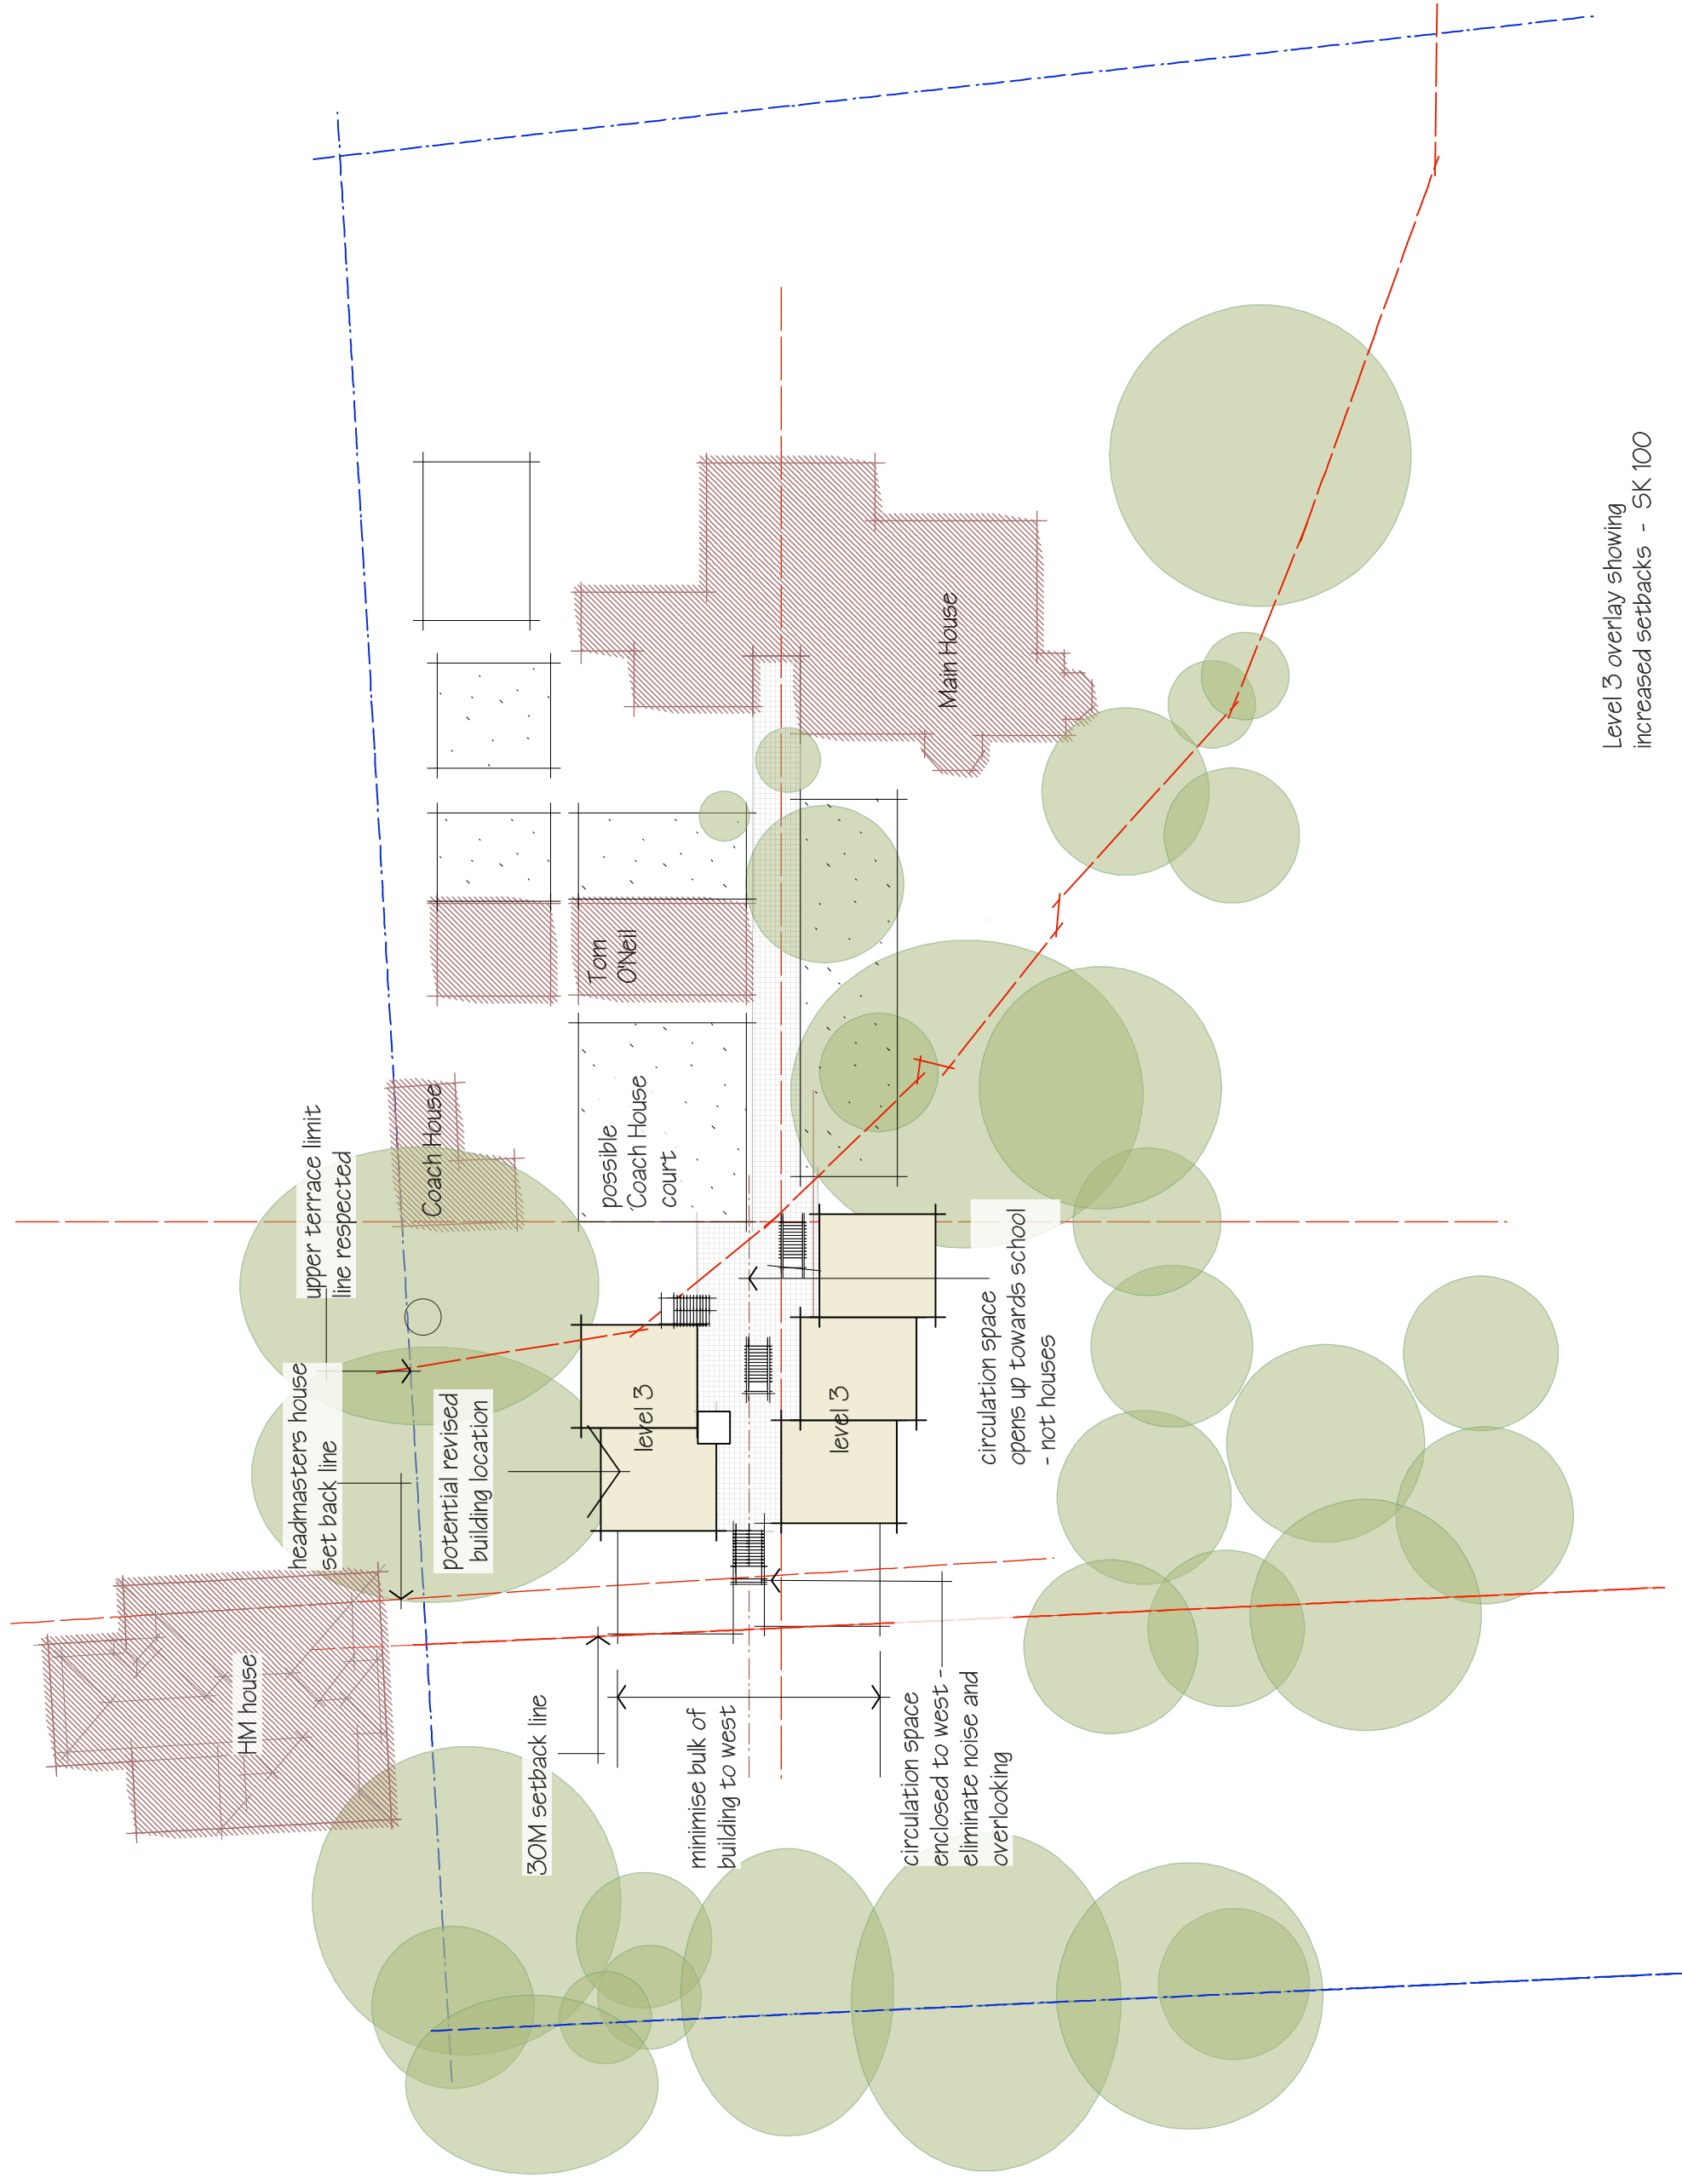 HM house
headmasters house
set back line
upper terrace limit
line respected
Coach House
potential revised
building location
30M setback line
level 3
possible
Coach House
court
Tom
O'Neil
minimise bulk of
building to west
level 3
circulation space
enclosed to west -
eliminate noise and
overlooking
circulation space
opens up towards school
- not houses
Main House
Level 3 overlay showing
increased setbacks - SK 100